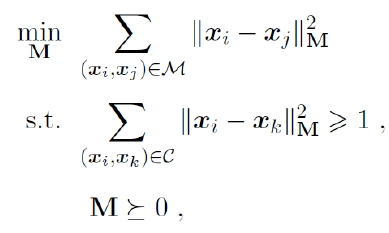 min_M ∑_{(x_i,x_j)∈ℳ} ‖x_i − x_j‖²_M
s.t. ∑_{(x_i,x_k)∈𝒞} ‖x_i − x_k‖²_M ⩾ 1 ,
M ⪰ 0 ,